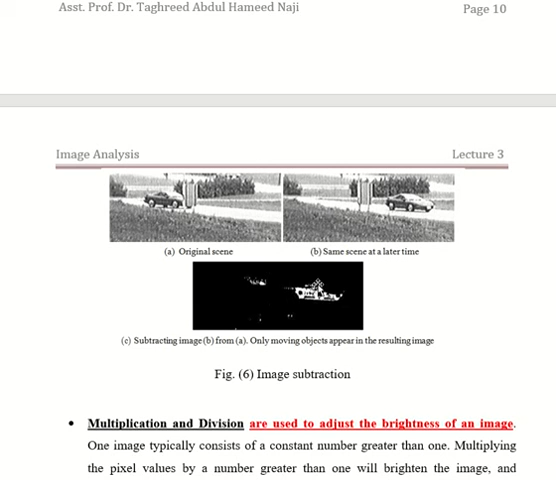 Asst. Prof. Dr. Taghreed Abdul Hameed Naji Page 10
Image Analysis Lecture 3
(a) Original scene (b) Same scene at a later time
(c) Subtracting image (b) from (a). Only moving objects appear in the resulting image
Fig. (6) Image subtraction
• Multiplication and Division are used to adjust the brightness of an image.
One image typically consists of a constant number greater than one. Multiplying
the pixel values by a number greater than one will brighten the image, and